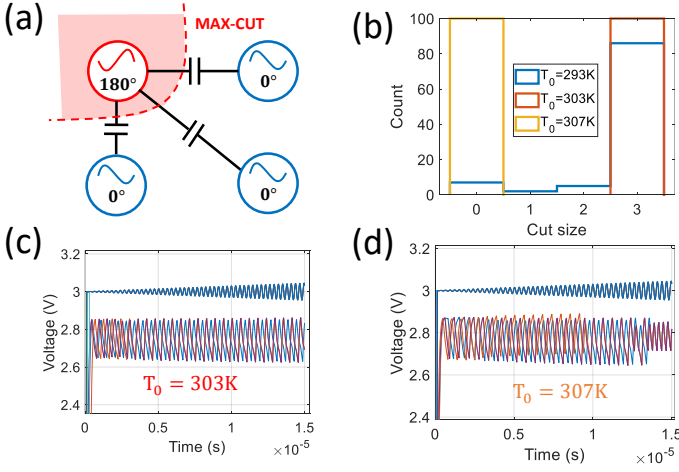 (a)
MAX-CUT
180°
0°
0°
0°
(b)
Count
100
80
60
40
20
0
T₀=293K
T₀=303K
T₀=307K
0 1 2 3
Cut size
(c)
Voltage (V)
3.2
3
2.8
2.6
2.4
T₀ = 303K
0 0.5 1 1.5
Time (s)
×10⁻⁵
(d)
Voltage (V)
3.2
3
2.8
2.6
2.4
T₀ = 307K
0 0.5 1 1.5
Time (s)
×10⁻⁵